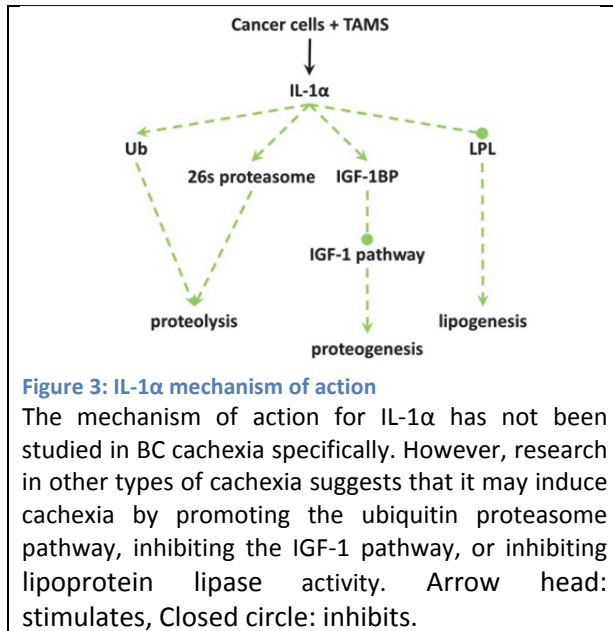 Cancer cells + TAMS
IL-1α
Ub
LPL
26s proteasome
IGF-1BP
IGF-1 pathway
proteolysis
lipogenesis
proteogenesis
Figure 3: IL-1α mechanism of action
The mechanism of action for IL-1α has not been
studied in BC cachexia specifically. However, research
in other types of cachexia suggests that it may induce
cachexia by promoting the ubiquitin proteasome
pathway, inhibiting the IGF-1 pathway, or inhibiting
lipoprotein lipase activity. Arrow head:
stimulates, Closed circle: inhibits.